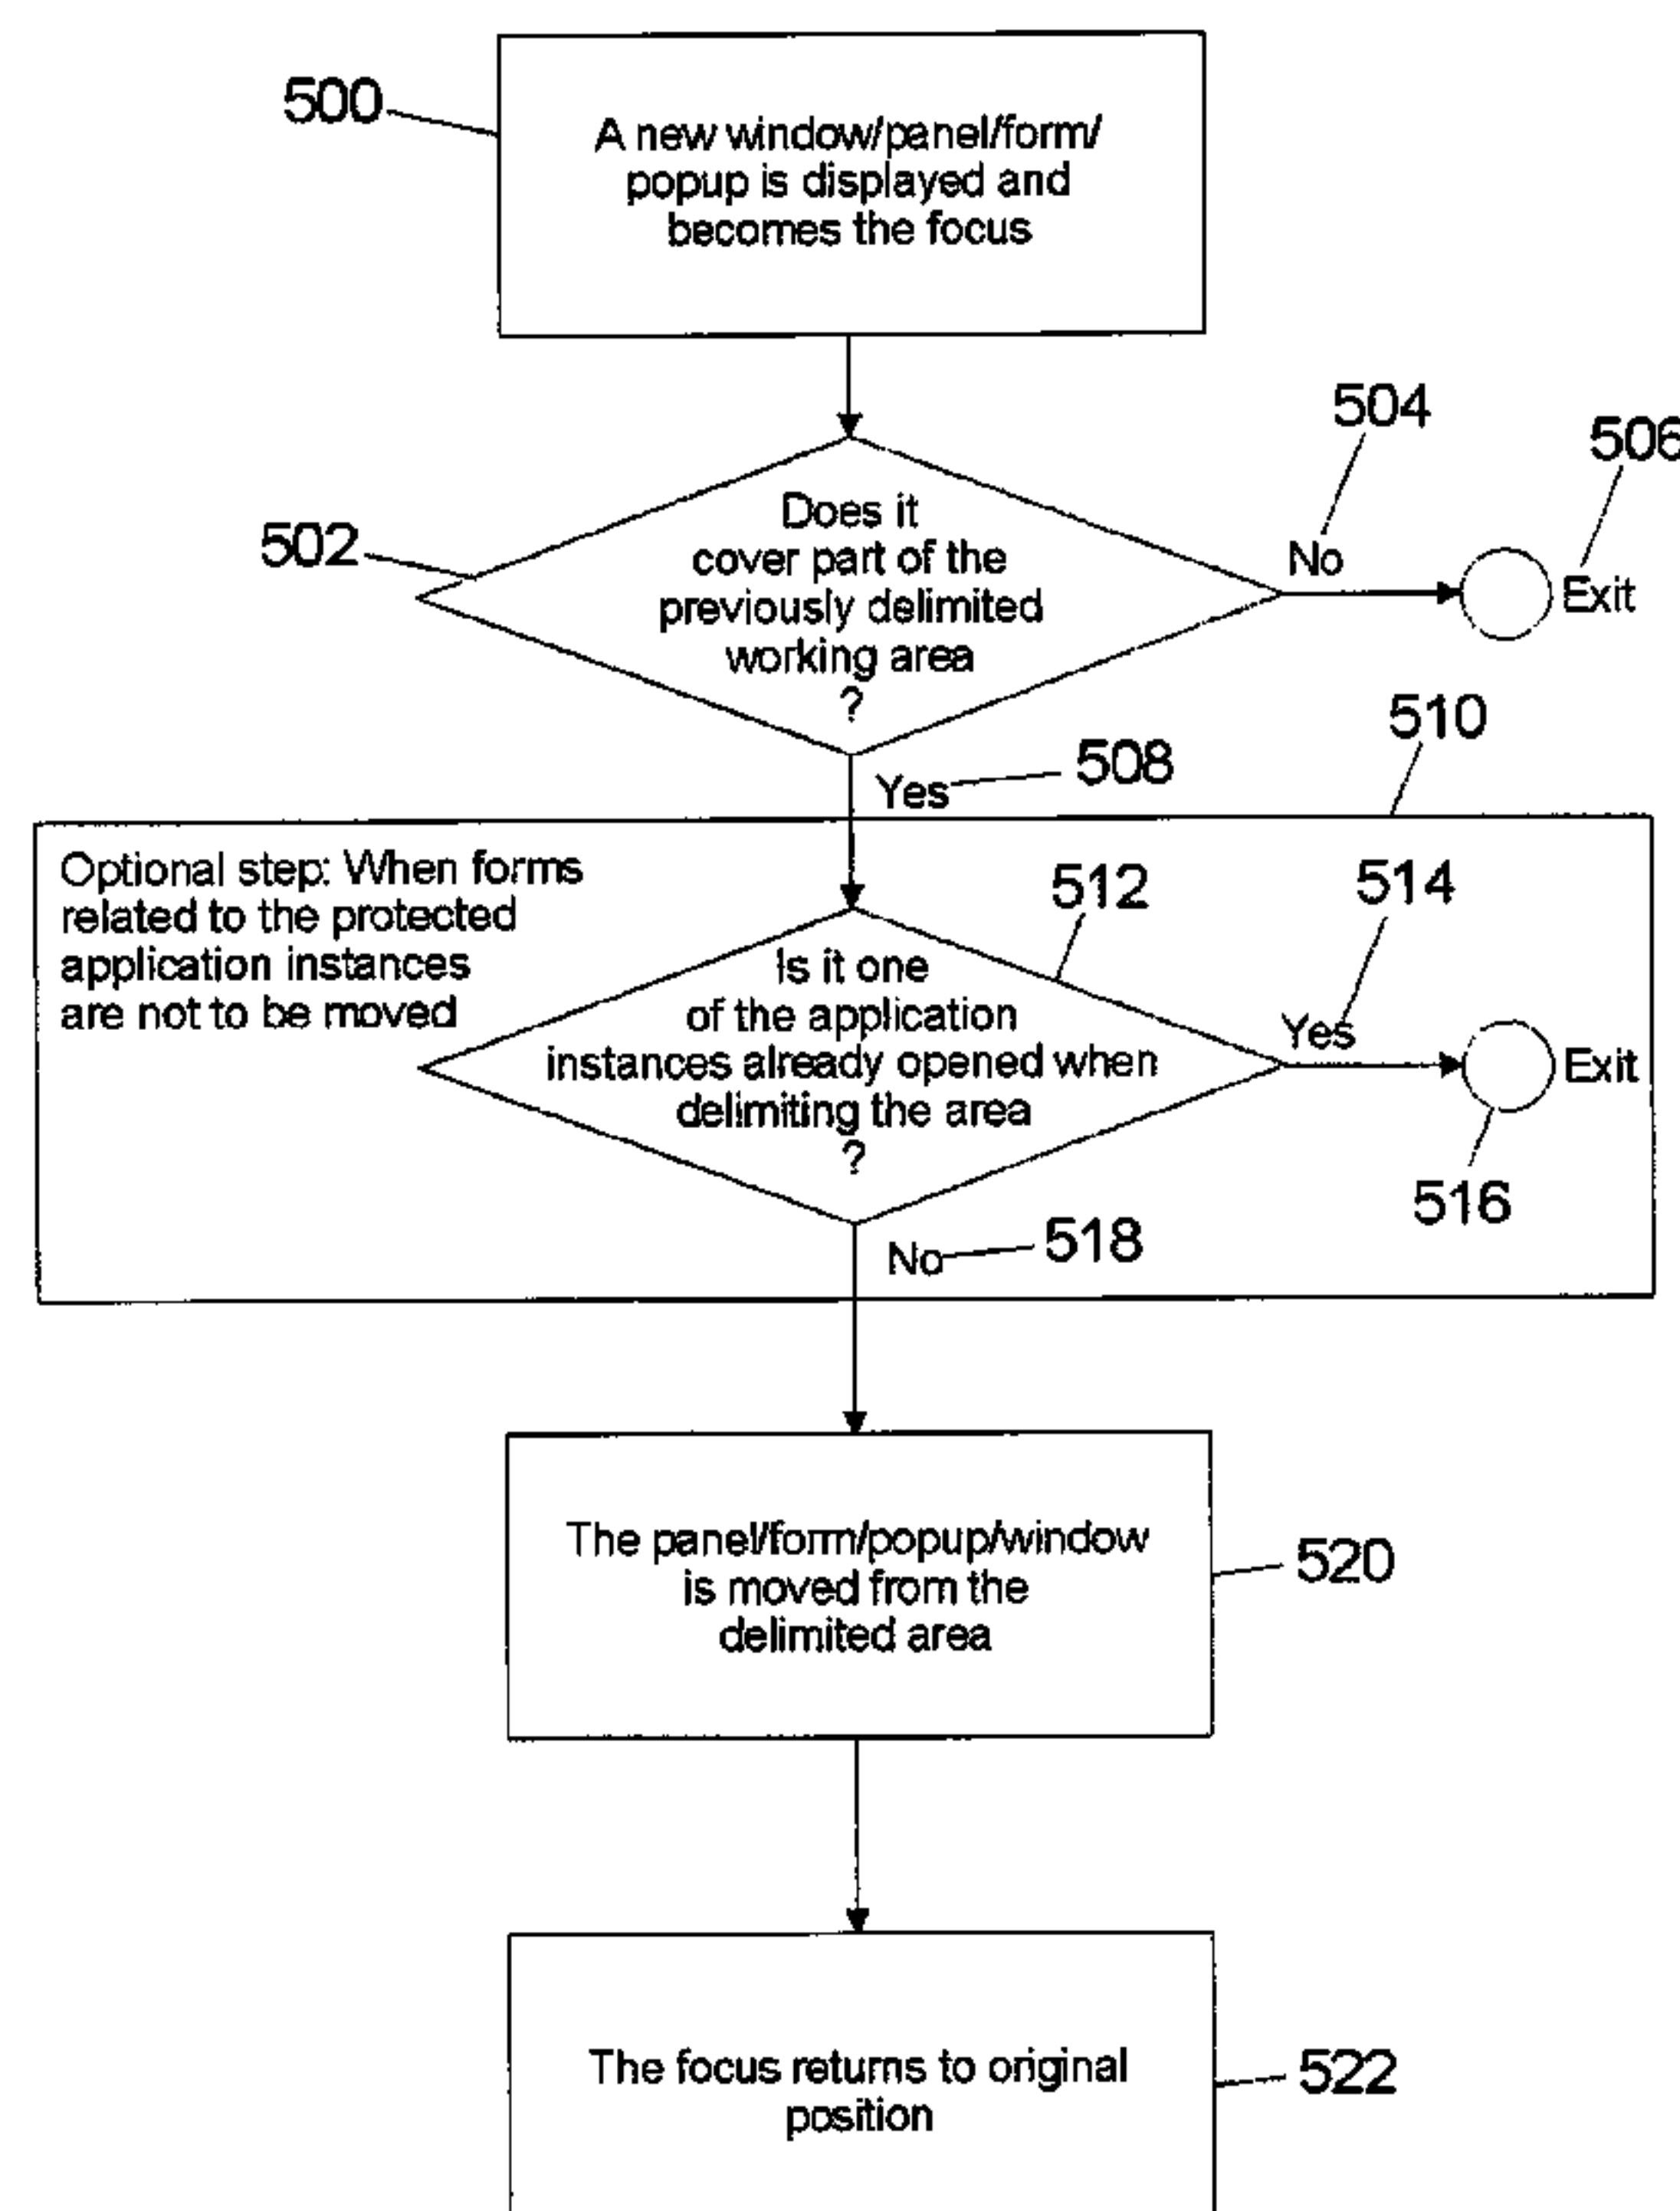 500
A new window/panel/form/
popup is displayed and
becomes the focus
504
506
502
Does it
cover part of the
previously delimited
working area
?
No
Exit
510
Yes
508
Optional step: When forms
related to the protected
application instances
are not to be moved
512
514
Is it one
of the application
instances already opened when
delimiting the area
?
Yes
Exit
516
No
518
The panel/form/popup/window
is moved from the
delimited area
520
The focus returns to original
position
522